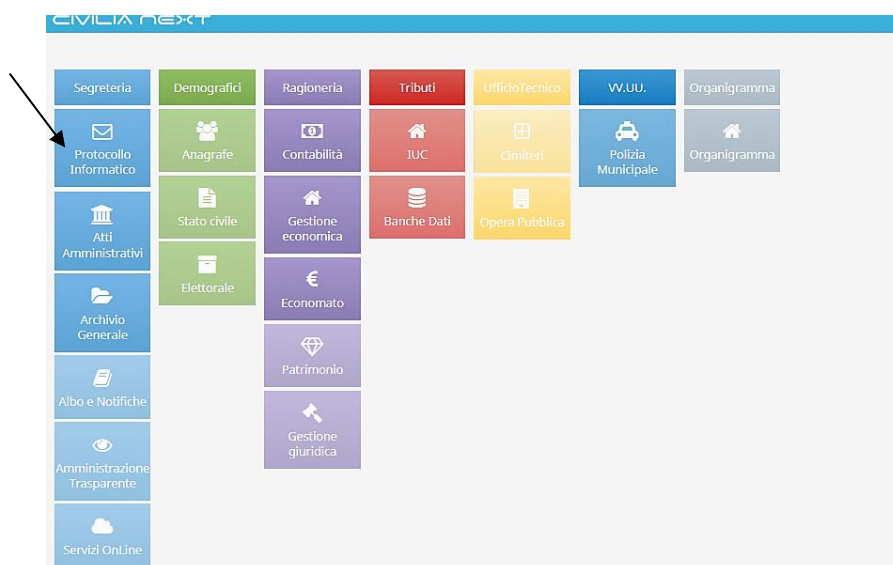 CIVILIA NEXT
Segreteria
Demografici
Ragioneria
Tributi
UfficioTecnico
VV.UU.
Organigramma
Protocollo
Informatico
Anagrafe
Contabilità
IUC
Cimiteri
Polizia
Municipale
Organigramma
Atti
Amministrativi
Stato civile
Gestione
economica
Banche Dati
Opera Pubblica
Archivio
Generale
Elettorale
Economato
Albo e Notifiche
Patrimonio
Amministrazione
Trasparente
Gestione
giuridica
Servizi OnLine